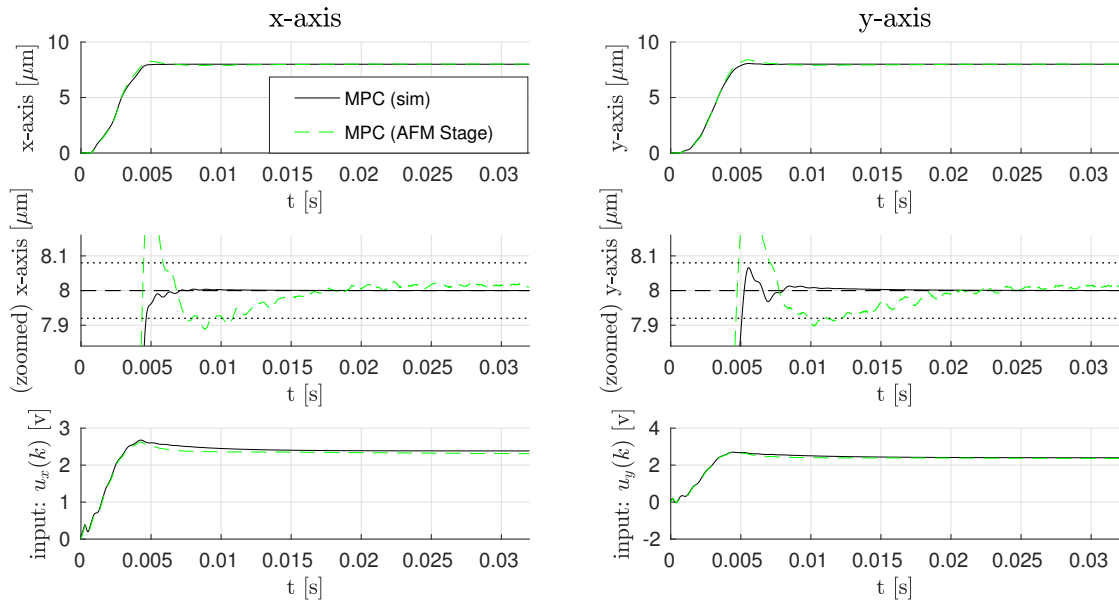 x-axis
y-axis
x-axis [μm]
10
5
0
MPC (sim)
MPC (AFM Stage)
0 0.005 0.01 0.015 0.02 0.025 0.03
t [s]
y-axis [μm]
10
5
0
0 0.005 0.01 0.015 0.02 0.025 0.03
t [s]
(zoomed) x-axis [μm]
8.1
8
7.9
0 0.005 0.01 0.015 0.02 0.025 0.03
t [s]
(zoomed) y-axis [μm]
8.1
8
7.9
0 0.005 0.01 0.015 0.02 0.025 0.03
t [s]
input: u_x(k) [v]
3
2
1
0
0 0.005 0.01 0.015 0.02 0.025 0.03
t [s]
input: u_y(k) [v]
4
2
0
-2
0 0.005 0.01 0.015 0.02 0.025 0.03
t [s]